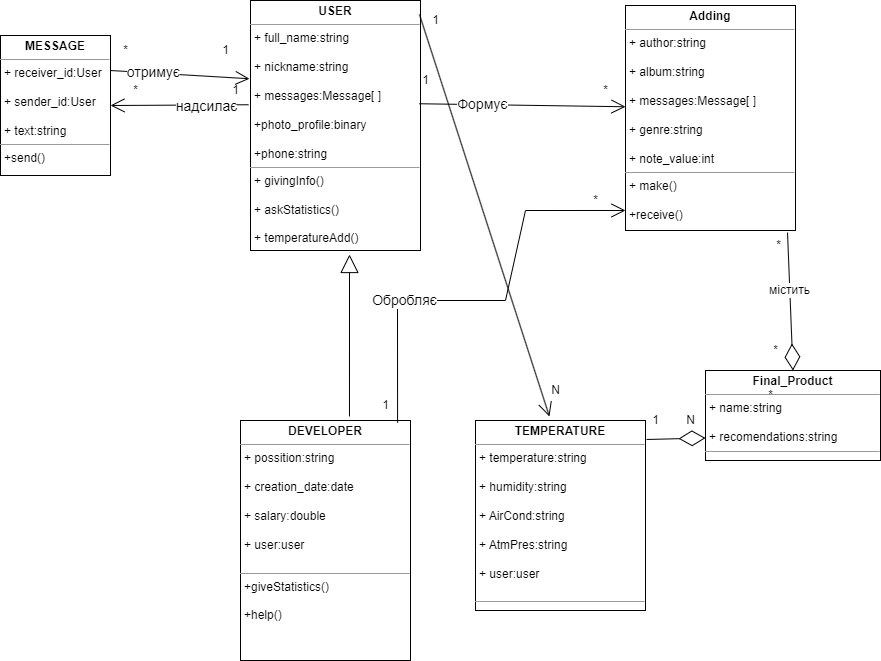 MESSAGE
+ receiver_id:User
+ sender_id:User
+ text:string
+send()
*
1
отримує
*
1
надсилає
USER
+ full_name:string
+ nickname:string
+ messages:Message[ ]
+photo_profile:binary
+phone:string
+ givingInfo()
+ askStatistics()
+ temperatureAdd()
1
1
*
Формує
Adding
+ author:string
+ album:string
+ messages:Message[ ]
+ genre:string
+ note_value:int
+ make()
+receive()
*
Обробляє
1
*
містить
*
N
DEVELOPER
+ possition:string
+ creation_date:date
+ salary:double
+ user:user
+giveStatistics()
+help()
TEMPERATURE
+ temperature:string
+ humidity:string
+ AirCond:string
+ AtmPres:string
+ user:user
1
N
Final_Product
*
+ name:string
+ recomendations:string